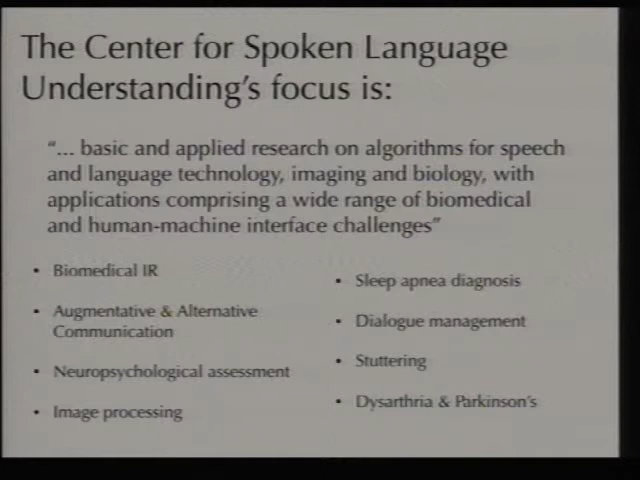 The Center for Spoken Language
Understanding's focus is:
"... basic and applied research on algorithms for speech
and language technology, imaging and biology, with
applications comprising a wide range of biomedical
and human-machine interface challenges"
• Biomedical IR
• Augmentative & Alternative
Communication
• Neuropsychological assessment
• Image processing
• Sleep apnea diagnosis
• Dialogue management
• Stuttering
• Dysarthria & Parkinson's